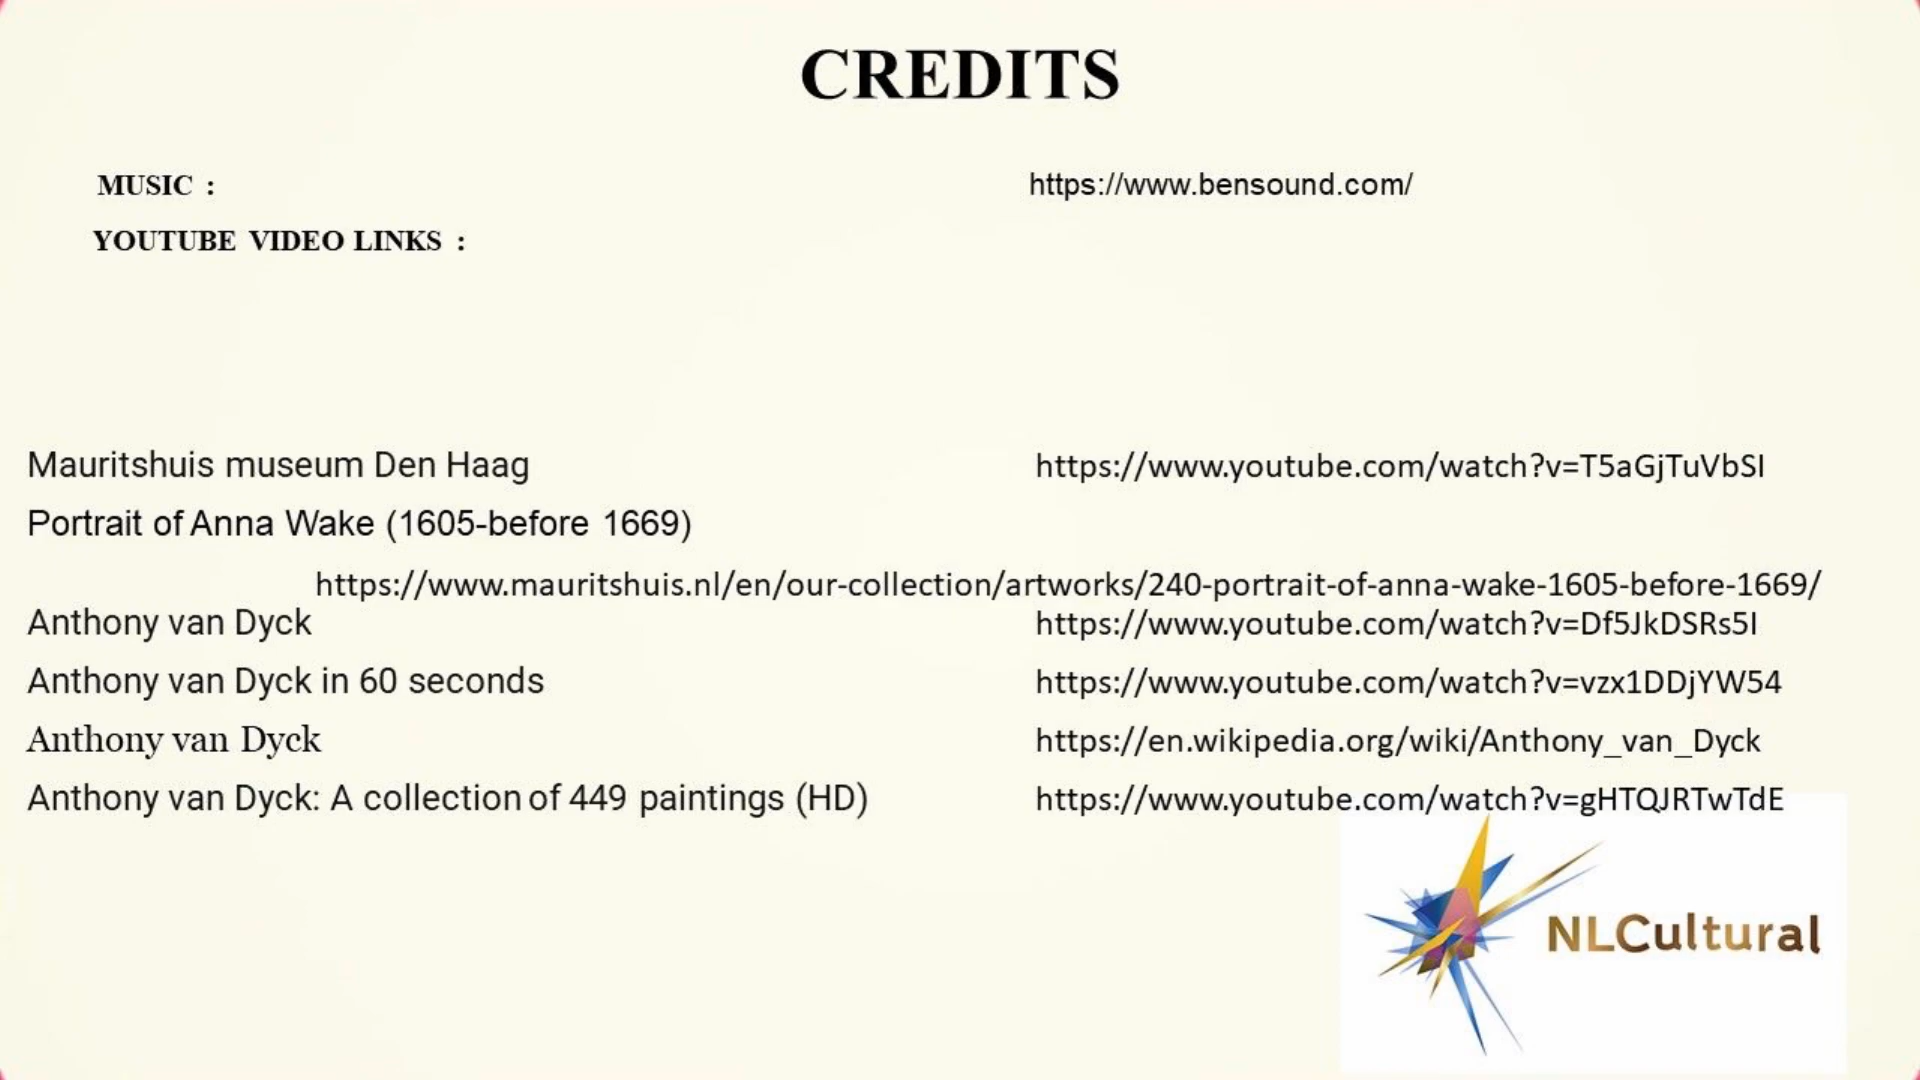 CREDITS
MUSIC : https://www.bensound.com/
YOUTUBE VIDEO LINKS :
Mauritshuis museum Den Haag https://www.youtube.com/watch?v=T5aGjTuVbSI
Portrait of Anna Wake (1605-before 1669)
https://www.mauritshuis.nl/en/our-collection/artworks/240-portrait-of-anna-wake-1605-before-1669/
Anthony van Dyck https://www.youtube.com/watch?v=Df5JkDSRs5I
Anthony van Dyck in 60 seconds https://www.youtube.com/watch?v=vzx1DDjYW54
Anthony van Dyck https://en.wikipedia.org/wiki/Anthony_van_Dyck
Anthony van Dyck: A collection of 449 paintings (HD) https://www.youtube.com/watch?v=gHTQJRTwTdE
NLCultural